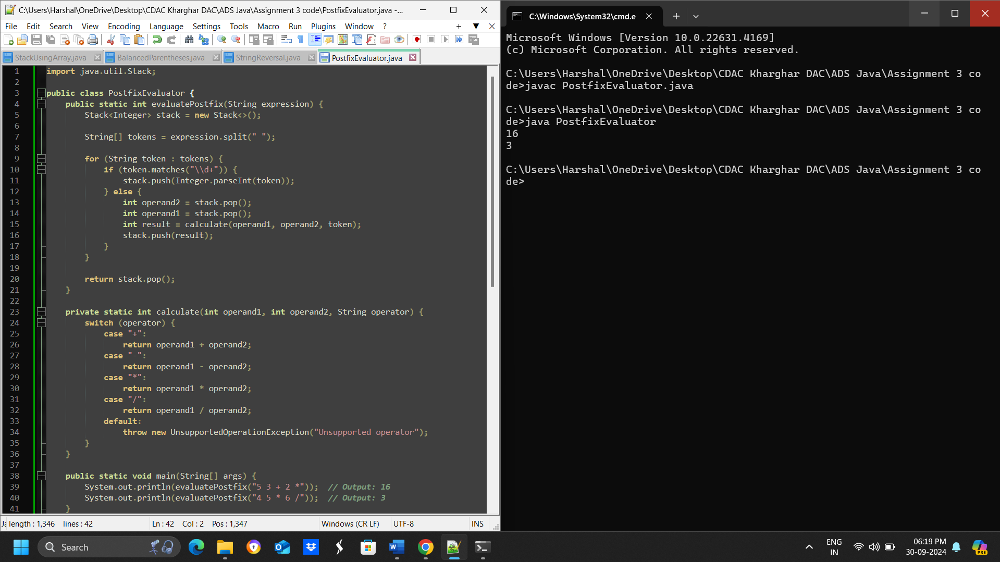 C:\Users\Harshal\OneDrive\Desktop\CDAC Kharghar DAC\ADS Java\Assignment 3 code\PostfixEvaluator.java -...
File Edit Search View Encoding Language Settings Tools Macro Run Plugins Window ?
StackUsingArray.java BalancedParentheses.java StringReversal.java PostfixEvaluator.java
1 import java.util.Stack;
2
3 public class PostfixEvaluator {
4 public static int evaluatePostfix(String expression) {
5 Stack<Integer> stack = new Stack<>();
6
7 String[] tokens = expression.split(" ");
8
9 for (String token : tokens) {
10 if (token.matches("\\d+")) {
11 stack.push(Integer.parseInt(token));
12 } else {
13 int operand2 = stack.pop();
14 int operand1 = stack.pop();
15 int result = calculate(operand1, operand2, token);
16 stack.push(result);
17 }
18 }
19
20 return stack.pop();
21 }
22
23 private static int calculate(int operand1, int operand2, String operator) {
24 switch (operator) {
25 case "+":
26 return operand1 + operand2;
27 case "-":
28 return operand1 - operand2;
29 case "*":
30 return operand1 * operand2;
31 case "/":
32 return operand1 / operand2;
33 default:
34 throw new UnsupportedOperationException("Unsupported operator");
35 }
36 }
37
38 public static void main(String[] args) {
39 System.out.println(evaluatePostfix("5 3 + 2 *")); // Output: 16
40 System.out.println(evaluatePostfix("4 5 * 6 /")); // Output: 3
41 }
Ja length : 1,346 lines : 42 Ln : 42 Col : 2 Pos : 1,347 Windows (CR LF) UTF-8 INS
C:\Windows\System32\cmd.e
Microsoft Windows [Version 10.0.22631.4169]
(c) Microsoft Corporation. All rights reserved.
C:\Users\Harshal\OneDrive\Desktop\CDAC Kharghar DAC\ADS Java\Assignment 3 co
de>javac PostfixEvaluator.java
C:\Users\Harshal\OneDrive\Desktop\CDAC Kharghar DAC\ADS Java\Assignment 3 co
de>java PostfixEvaluator
16
3
C:\Users\Harshal\OneDrive\Desktop\CDAC Kharghar DAC\ADS Java\Assignment 3 co
de>
Search
ENG
IN
06:19 PM
30-09-2024
PRE